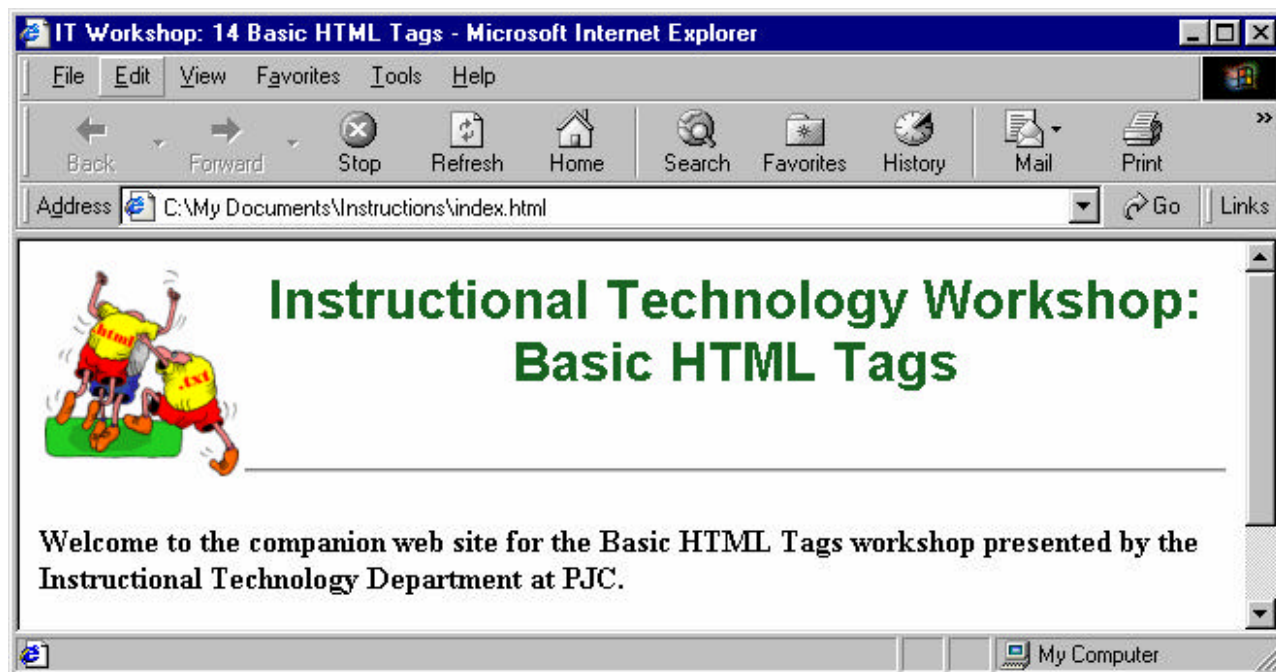 IT Workshop: 14 Basic HTML Tags - Microsoft Internet Explorer
File Edit View Favorites Tools Help
Back Forward Stop Refresh Home Search Favorites History Mail Print »
Address C:\My Documents\Instructions\index.html Go Links
Instructional Technology Workshop:
Basic HTML Tags
.html
.txt
Welcome to the companion web site for the Basic HTML Tags workshop presented by the
Instructional Technology Department at PJC.
My Computer